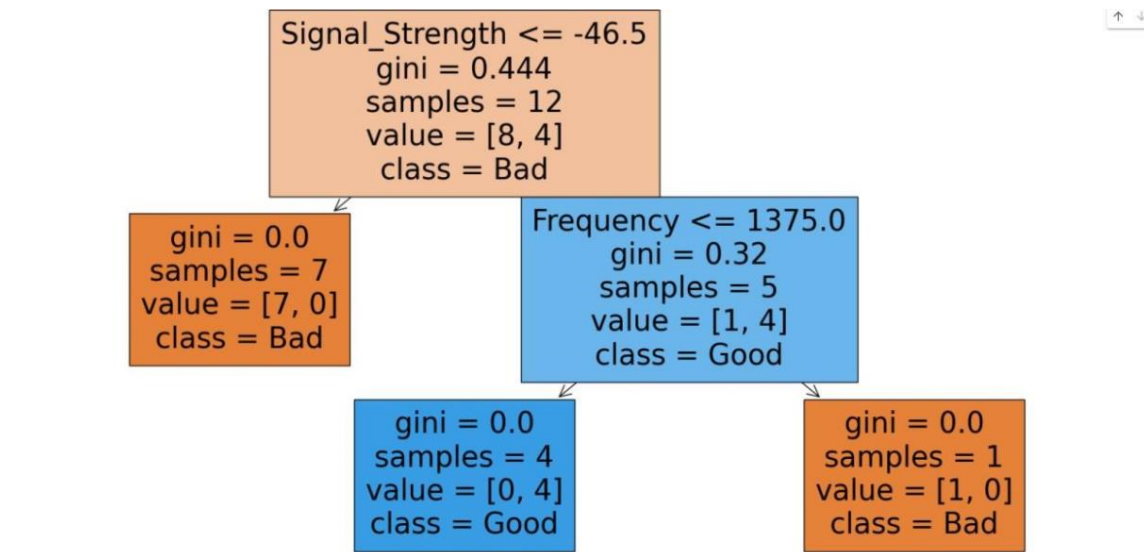 Signal_Strength <= -46.5
gini = 0.444
samples = 12
value = [8, 4]
class = Bad
gini = 0.0
samples = 7
value = [7, 0]
class = Bad
Frequency <= 1375.0
gini = 0.32
samples = 5
value = [1, 4]
class = Good
gini = 0.0
samples = 4
value = [0, 4]
class = Good
gini = 0.0
samples = 1
value = [1, 0]
class = Bad